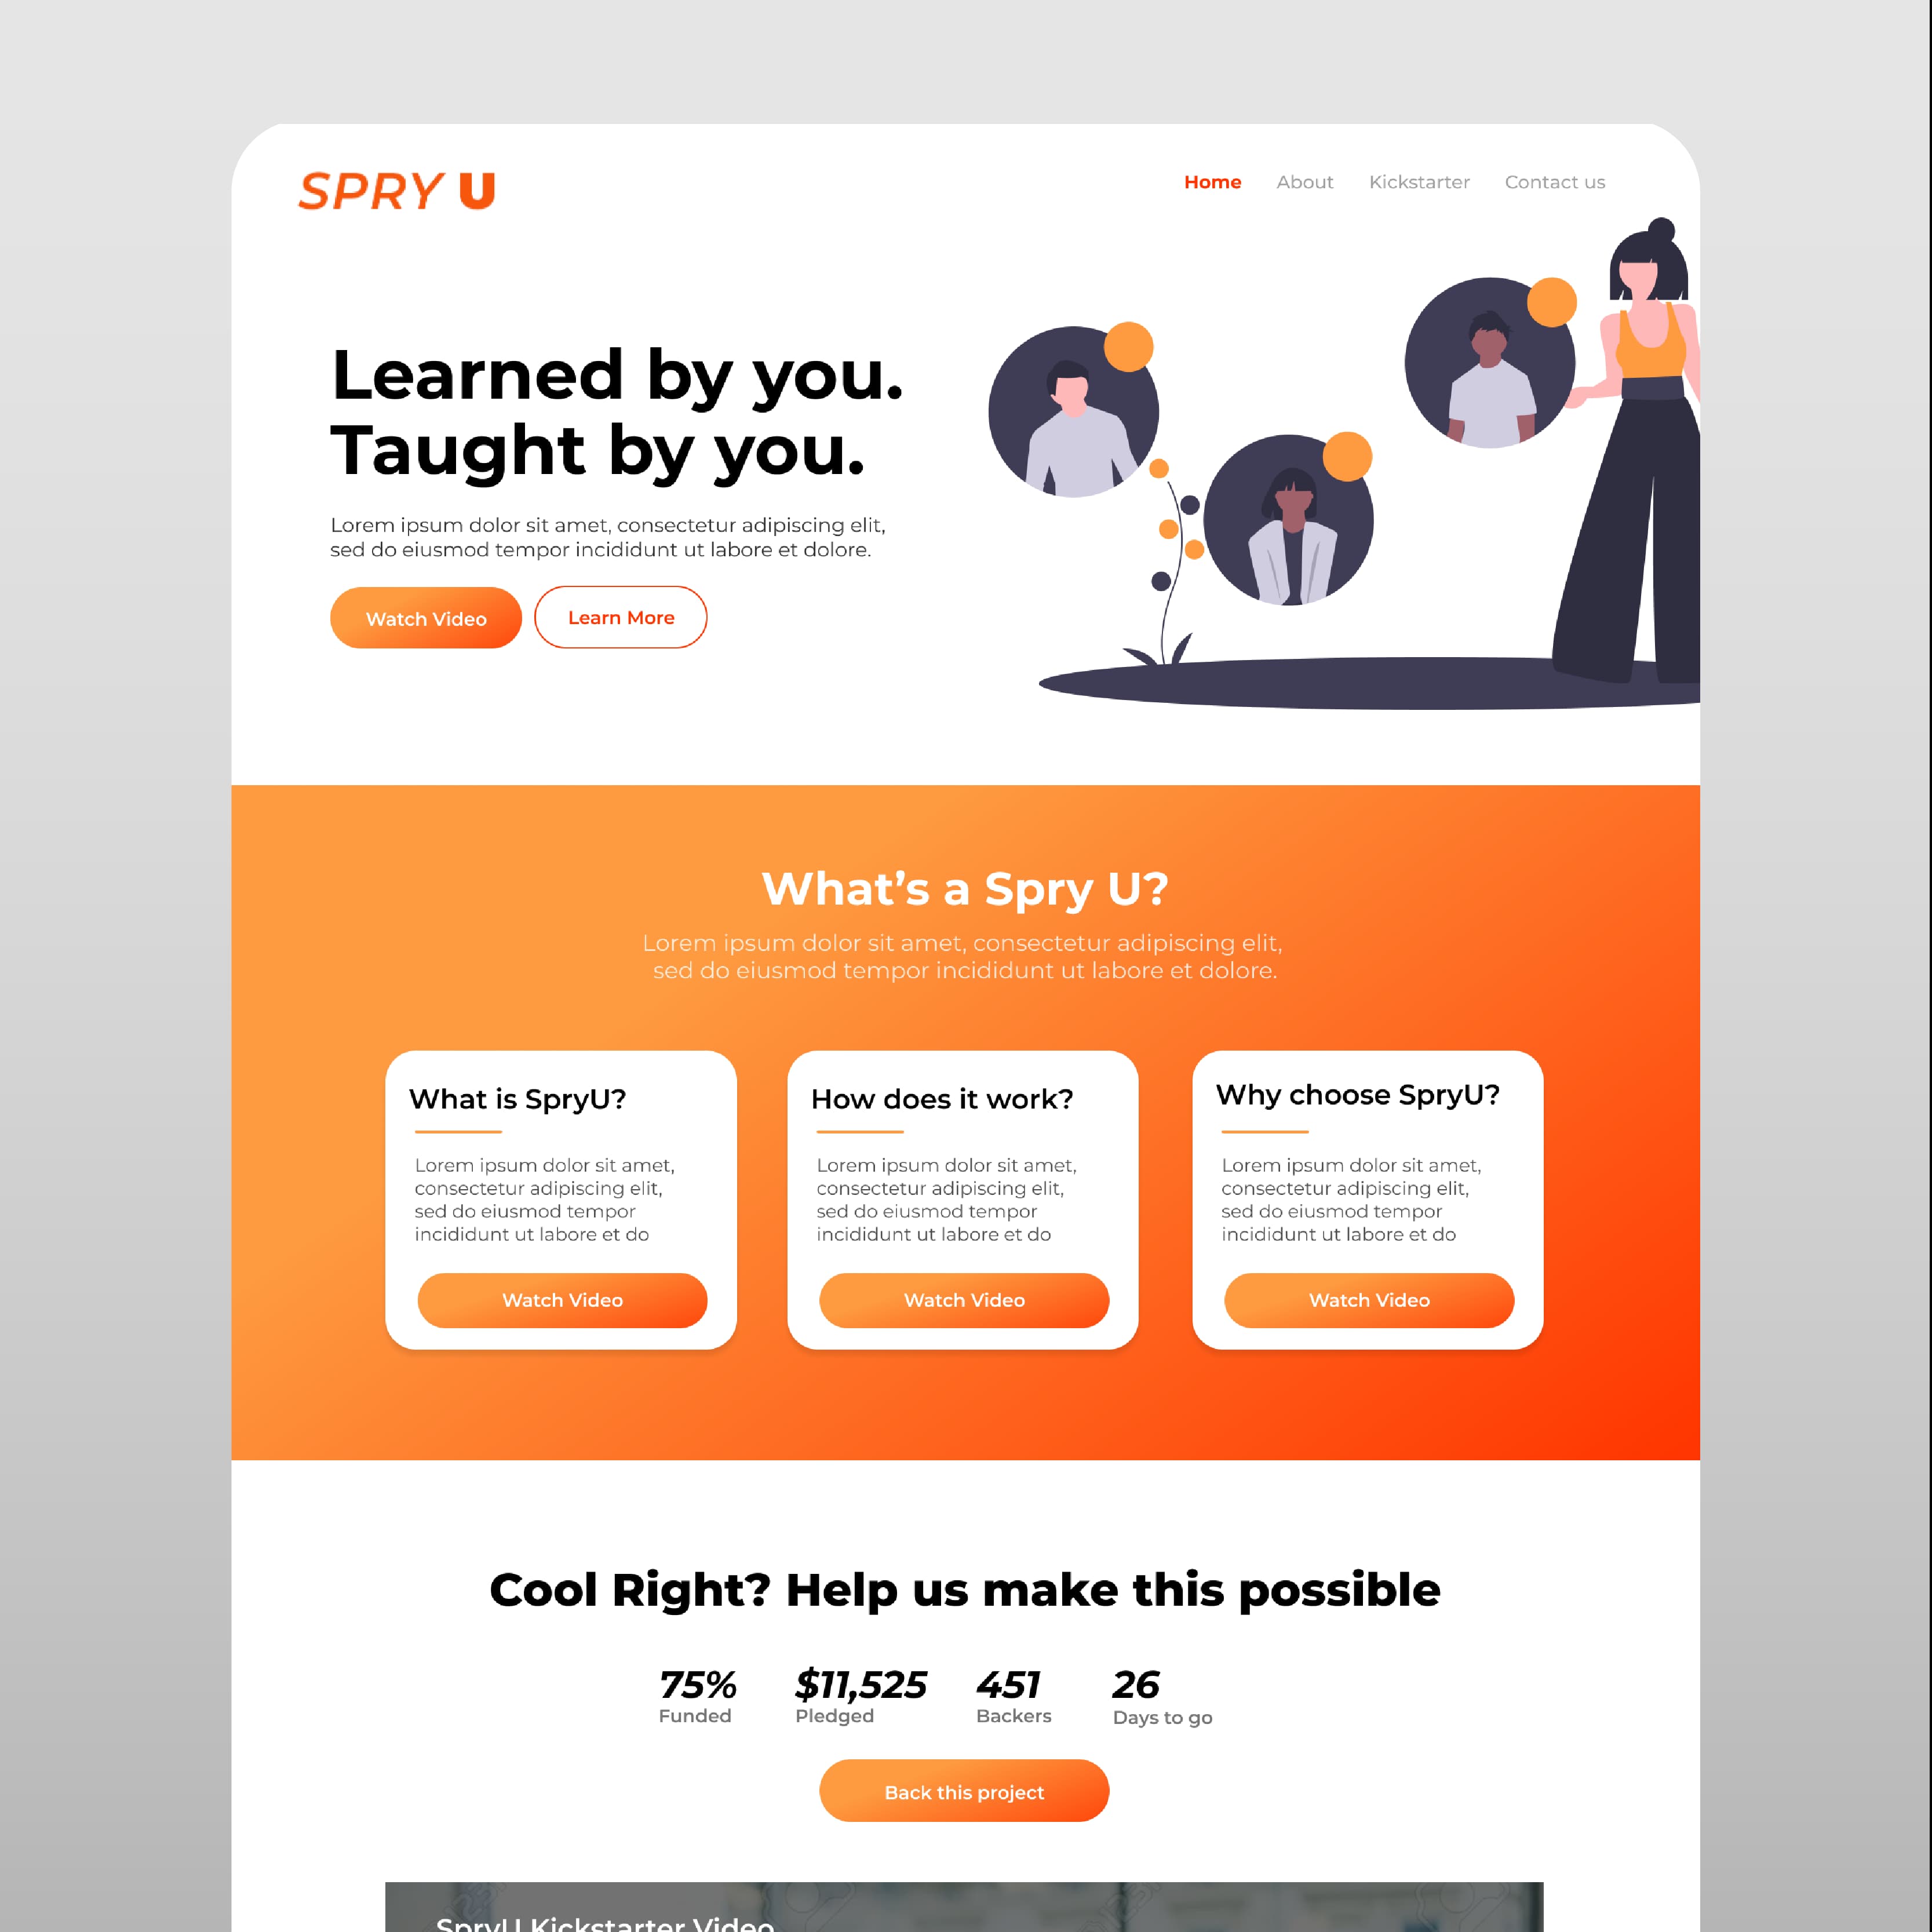 SPRY U
Home About Kickstarter Contact us
Learned by you.
Taught by you.
Lorem ipsum dolor sit amet, consectetur adipiscing elit,
sed do eiusmod tempor incididunt ut labore et dolore.
Watch Video
Learn More
What's a Spry U?
Lorem ipsum dolor sit amet, consectetur adipiscing elit,
sed do eiusmod tempor incididunt ut labore et dolore.
What is SpryU?
Lorem ipsum dolor sit amet,
consectetur adipiscing elit,
sed do eiusmod tempor
incididunt ut labore et do
Watch Video
How does it work?
Lorem ipsum dolor sit amet,
consectetur adipiscing elit,
sed do eiusmod tempor
incididunt ut labore et do
Watch Video
Why choose SpryU?
Lorem ipsum dolor sit amet,
consectetur adipiscing elit,
sed do eiusmod tempor
incididunt ut labore et do
Watch Video
Cool Right? Help us make this possible
75%
Funded
$11,525
Pledged
451
Backers
26
Days to go
Back this project
SpryU Kickstarter Video